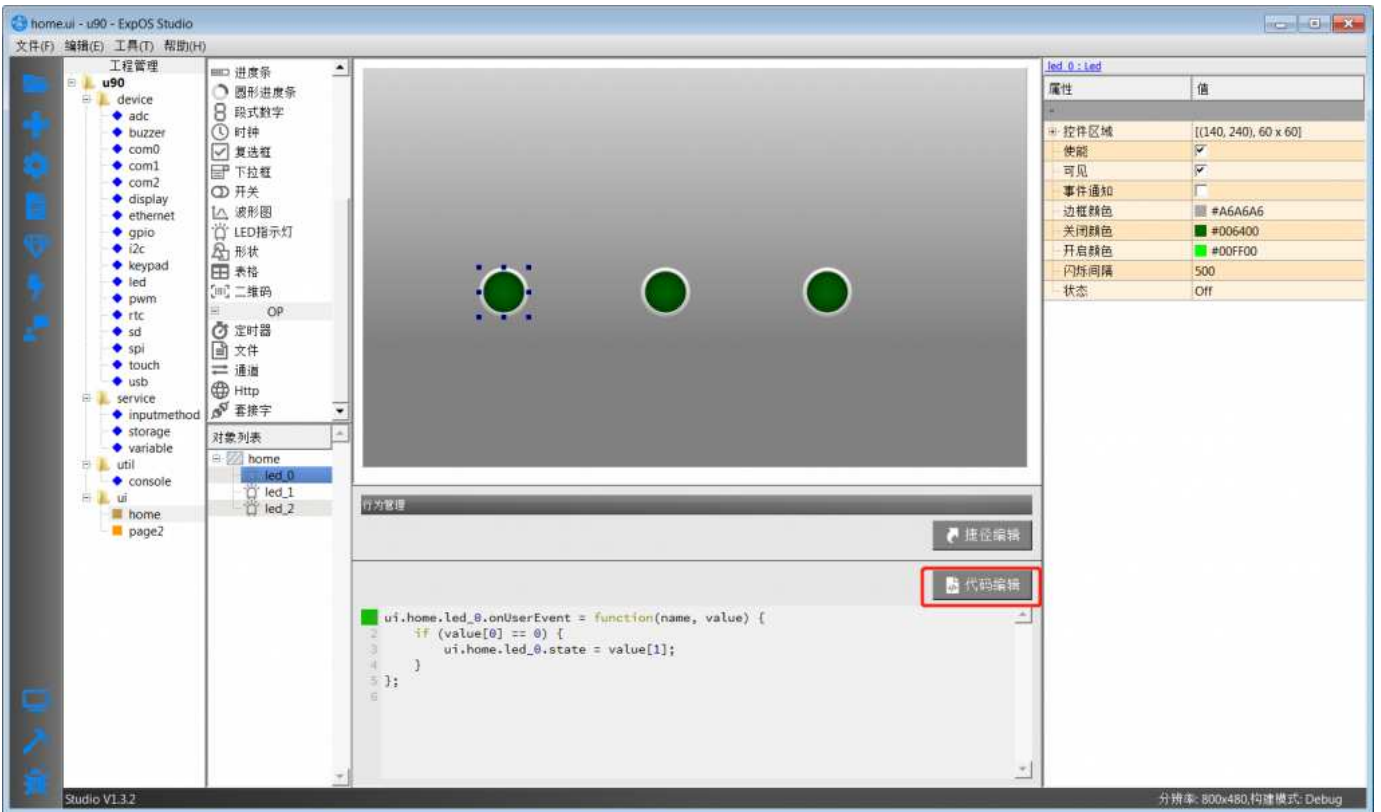 home.ui - u90 - ExpOS Studio
文件(F) 编辑(E) 工具(T) 帮助(H)
工程管理
u90
device
adc
buzzer
com0
com1
com2
display
ethernet
gpio
i2c
keypad
led
pwm
rtc
sd
spi
touch
usb
service
inputmethod
storage
variable
util
console
ui
home
page2
进度条
圆形进度条
段式数字
时钟
复选框
下拉框
开关
波形图
LED指示灯
形状
表格
二维码
OP
定时器
文件
通道
Http
套接字
对象列表
home
led_0
led_1
led_2
行为管理
捷径编辑
代码编辑
ui.home.led_0.onUserEvent = function(name, value) {
2 if (value[0] == 0) {
3 ui.home.led_0.state = value[1];
4 }
5 };
6
led_0 : Led
属性 值
控件区域 [(140, 240), 60 x 60]
使能
可见
事件通知
边框颜色 #A6A6A6
关闭颜色 #006400
开启颜色 #00FF00
闪烁间隔 500
状态 Off
Studio V1.3.2
分辨率: 800x480,构建模式: Debug